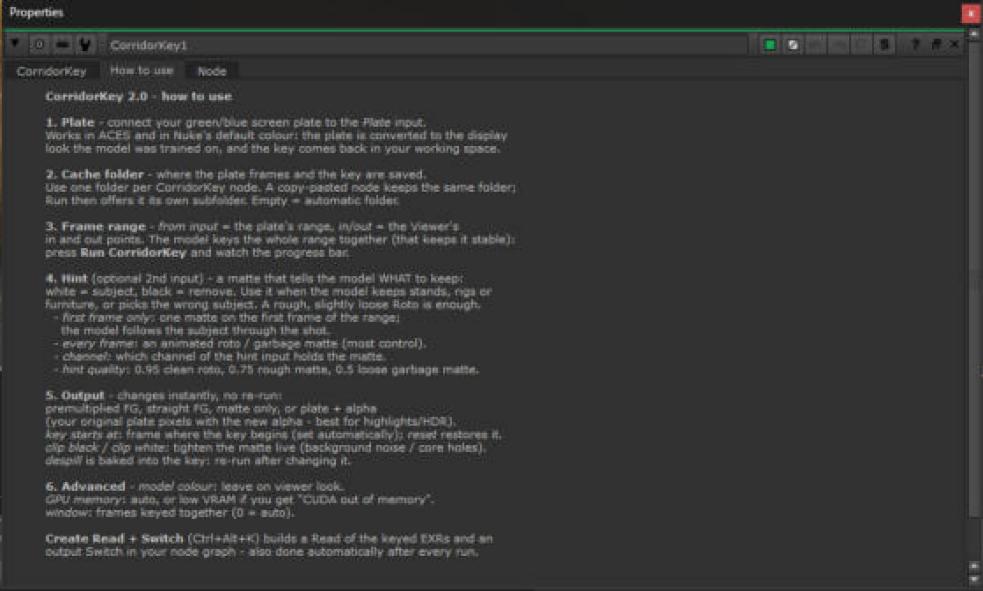 Properties
CorridorKey1
CorridorKey How to use Node
CorridorKey 2.0 - how to use
1. Plate - connect your green/blue screen plate to the Plate input.
Works in ACES and in Nuke's default colour: the plate is converted to the display
look the model was trained on, and the key comes back in your working space.
2. Cache folder - where the plate frames and the key are saved.
Use one folder per CorridorKey node. A copy-pasted node keeps the same folder;
Run then offers it its own subfolder. Empty = automatic folder.
3. Frame range - from input = the plate's range, in/out = the Viewer's
in and out points. The model keys the whole range together (that keeps it stable):
press Run CorridorKey and watch the progress bar.
4. Hint (optional 2nd input) - a matte that tells the model WHAT to keep:
white = subject, black = remove. Use it when the model keeps stands, rigs or
furniture, or picks the wrong subject. A rough, slightly loose Roto is enough.
- first frame only: one matte on the first frame of the range;
the model follows the subject through the shot.
- every frame: an animated roto / garbage matte (most control).
- channel: which channel of the hint input holds the matte.
- hint quality: 0.95 clean roto, 0.75 rough matte, 0.5 loose garbage matte.
5. Output - changes instantly, no re-run:
premultiplied FG, straight FG, matte only, or plate + alpha
(your original plate pixels with the new alpha - best for highlights/HDR).
key starts at: frame where the key begins (set automatically); reset restores it.
clip black / clip white: tighten the matte live (background noise / core holes).
despill is baked into the key: re-run after changing it.
6. Advanced - model colour: leave on viewer look.
GPU memory: auto, or low VRAM if you get "CUDA out of memory".
window: frames keyed together (0 = auto).
Create Read + Switch (Ctrl+Alt+K) builds a Read of the keyed EXRs and an
output Switch in your node graph - also done automatically after every run.